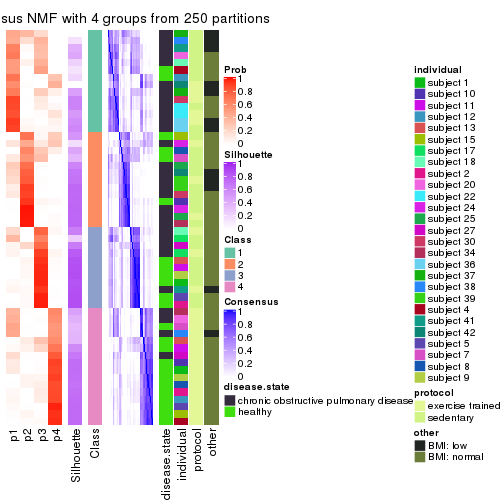 sus NMF with 4 groups from 250 partitions
Prob
1
0.8
0.6
0.4
0.2
0
Silhouette
1
0.8
0.6
0.4
0.2
0
Class
1
2
3
4
Consensus
1
0.8
0.6
0.4
0.2
0
disease.state
chronic obstructive pulmonary disease
healthy
individual
subject 1
subject 10
subject 11
subject 12
subject 13
subject 15
subject 17
subject 18
subject 2
subject 20
subject 22
subject 24
subject 25
subject 27
subject 30
subject 34
subject 36
subject 37
subject 38
subject 39
subject 4
subject 41
subject 42
subject 5
subject 7
subject 8
subject 9
protocol
exercise trained
sedentary
other
BMI: low
BMI: normal
p1
p2
p3
p4
Silhouette
Class
disease.state
individual
protocol
other